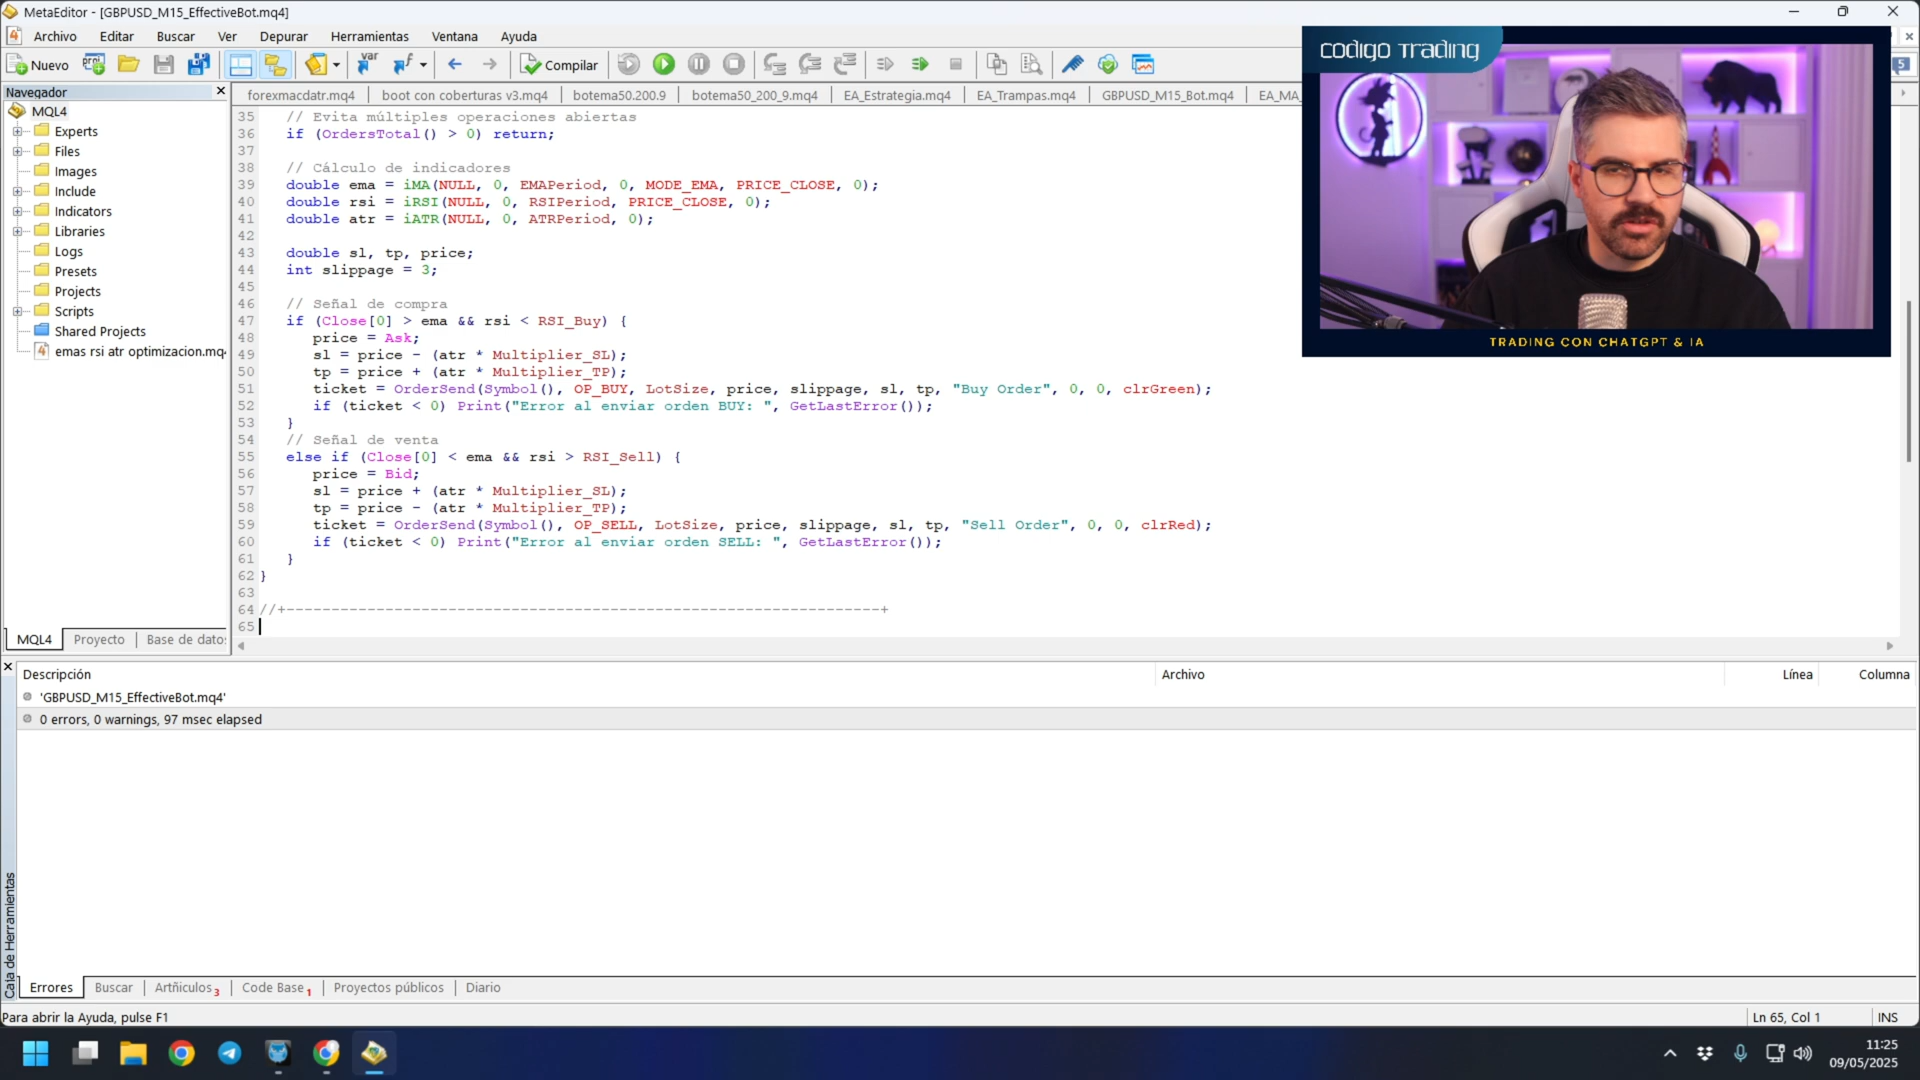 MetaEditor - [GBPUSD_M15_EffectiveBot.mq4]
Archivo Editar Buscar Ver Depurar Herramientas Ventana Ayuda
Nuevo Compilar 5
Navegador
MQL4
Experts
Files
Images
Include
Indicators
Libraries
Logs
Presets
Projects
Scripts
Shared Projects
emas rsi atr optimizacion.mq4
MQL4 Proyecto Base de datos
forexmacdatr.mq4 boot con coberturas v3.mq4 botema50.200.9 botema50_200_9.mq4 EA_Estrategia.mq4 EA_Trampas.mq4 GBPUSD_M15_Bot.mq4 EA_MA_
35 // Evita múltiples operaciones abiertas
36 if (OrdersTotal() > 0) return;
37
38 // Cálculo de indicadores
39 double ema = iMA(NULL, 0, EMAPeriod, 0, MODE_EMA, PRICE_CLOSE, 0);
40 double rsi = iRSI(NULL, 0, RSIPeriod, PRICE_CLOSE, 0);
41 double atr = iATR(NULL, 0, ATRPeriod, 0);
42
43 double sl, tp, price;
44 int slippage = 3;
45
46 // Señal de compra
47 if (Close[0] > ema && rsi < RSI_Buy) {
48 price = Ask;
49 sl = price - (atr * Multiplier_SL);
50 tp = price + (atr * Multiplier_TP);
51 ticket = OrderSend(Symbol(), OP_BUY, LotSize, price, slippage, sl, tp, "Buy Order", 0, 0, clrGreen);
52 if (ticket < 0) Print("Error al enviar orden BUY: ", GetLastError());
53 }
54 // Señal de venta
55 else if (Close[0] < ema && rsi > RSI_Sell) {
56 price = Bid;
57 sl = price + (atr * Multiplier_SL);
58 tp = price - (atr * Multiplier_TP);
59 ticket = OrderSend(Symbol(), OP_SELL, LotSize, price, slippage, sl, tp, "Sell Order", 0, 0, clrRed);
60 if (ticket < 0) Print("Error al enviar orden SELL: ", GetLastError());
61 }
62 }
63
64 //+------------------------------------------------------------------+
65
codigo Trading
TRADING CON CHATGPT & IA
Descripción Archivo Línea Columna
'GBPUSD_M15_EffectiveBot.mq4'
0 errors, 0 warnings, 97 msec elapsed
Caja de Herramientas
Errores Buscar Artñiculos 3 Code Base 1 Proyectos públicos Diario
Para abrir la Ayuda, pulse F1 Ln 65, Col 1 INS
11:25
09/05/2025